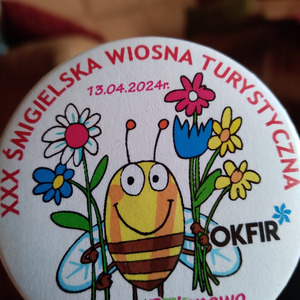 XXX ŚMIGIELSKA WIOSNA TURYSTYCZNA
13.04.2024r.
OKFIR